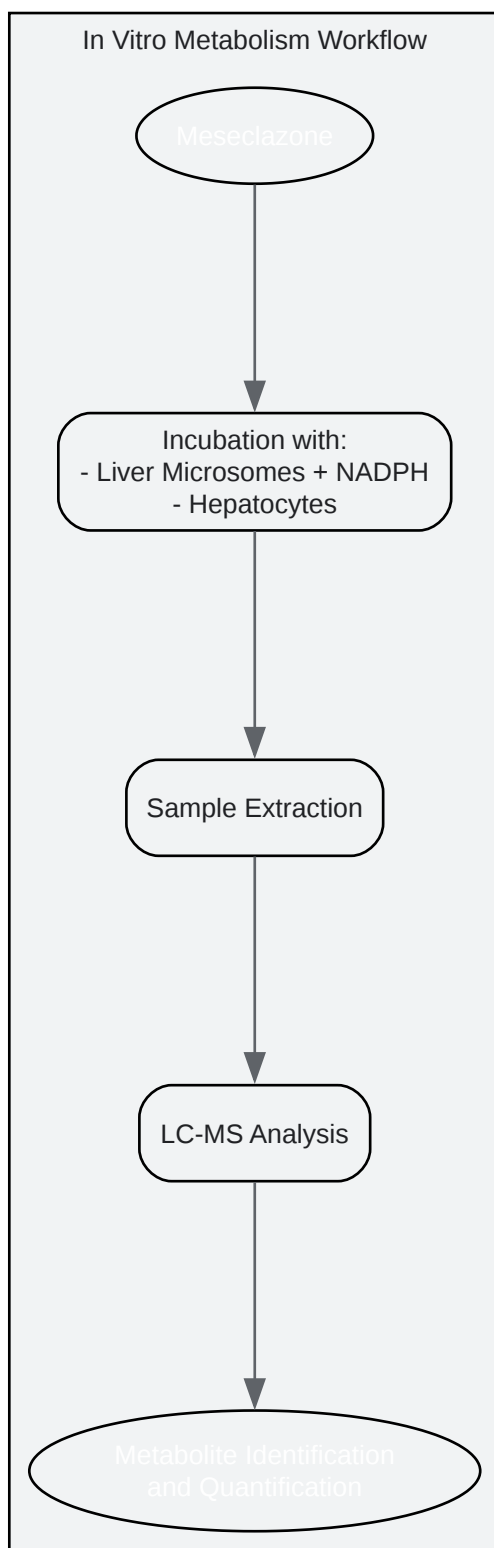 In Vitro Metabolism Workflow
Meseclazone
Incubation with:
- Liver Microsomes + NADPH
- Hepatocytes
Sample Extraction
LC-MS Analysis
Metabolite Identification
and Quantification